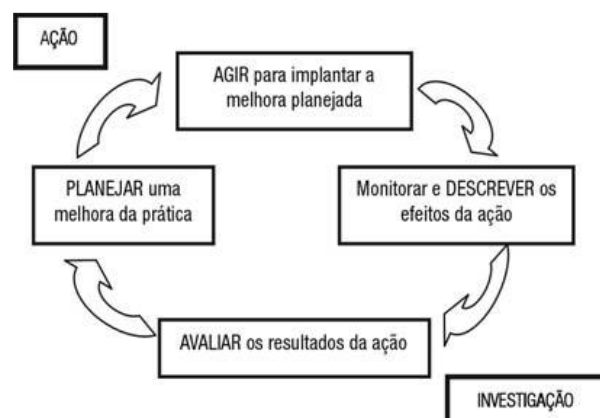 AÇÃO
AGIR para implantar a
melhora planejada
PLANEJAR uma
melhora da prática
Monitorar e DESCREVER os
efeitos da ação
AVALIAR os resultados da ação
INVESTIGAÇÃO